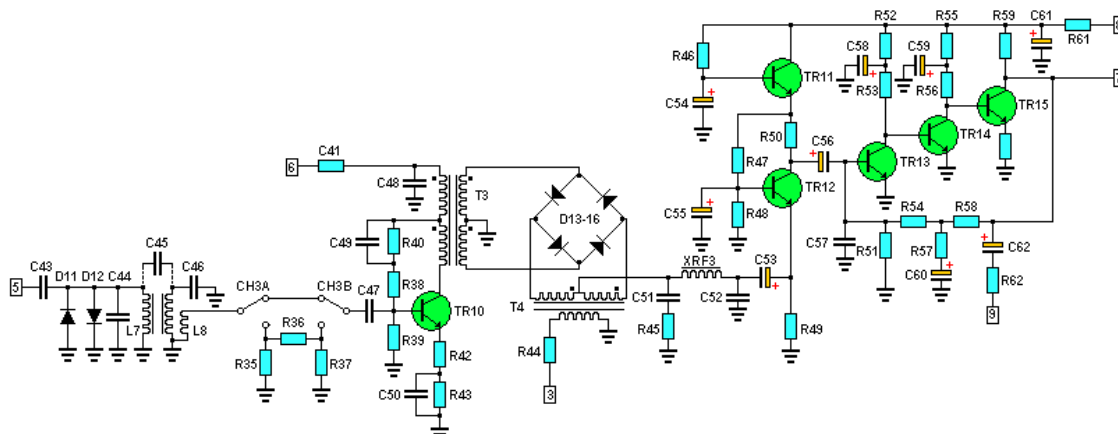 R52 R55 R59 C61
8
R61
C58 C59
R46
TR11
R53 R56
7
TR15
C54
R50 C56 TR14
C41
6
R47
TR13
C48 T3
TR12
D13-16
C55 R48
R54 R58
C49 R40
C57 R51 R57 C62
C45
XRF3 C53
C60
C43 D11 D12 C44 C46
CH3A CH3B C47 R38
R62
5
T4 C51 C52
TR10
9
L7 L8
R36 R39
R45 R49
R42 R44
R35 R37
C50 R43
3